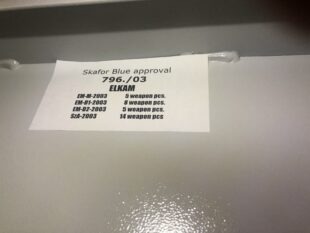 Skafor Blue approval
796./03
ELKAM
EM-M-2003 5 weapon pcs.
EM-D1-2003 8 weapon pcs.
EM-D2-2003 5 weapon pcs.
SzA-2003 14 weapon pcs.